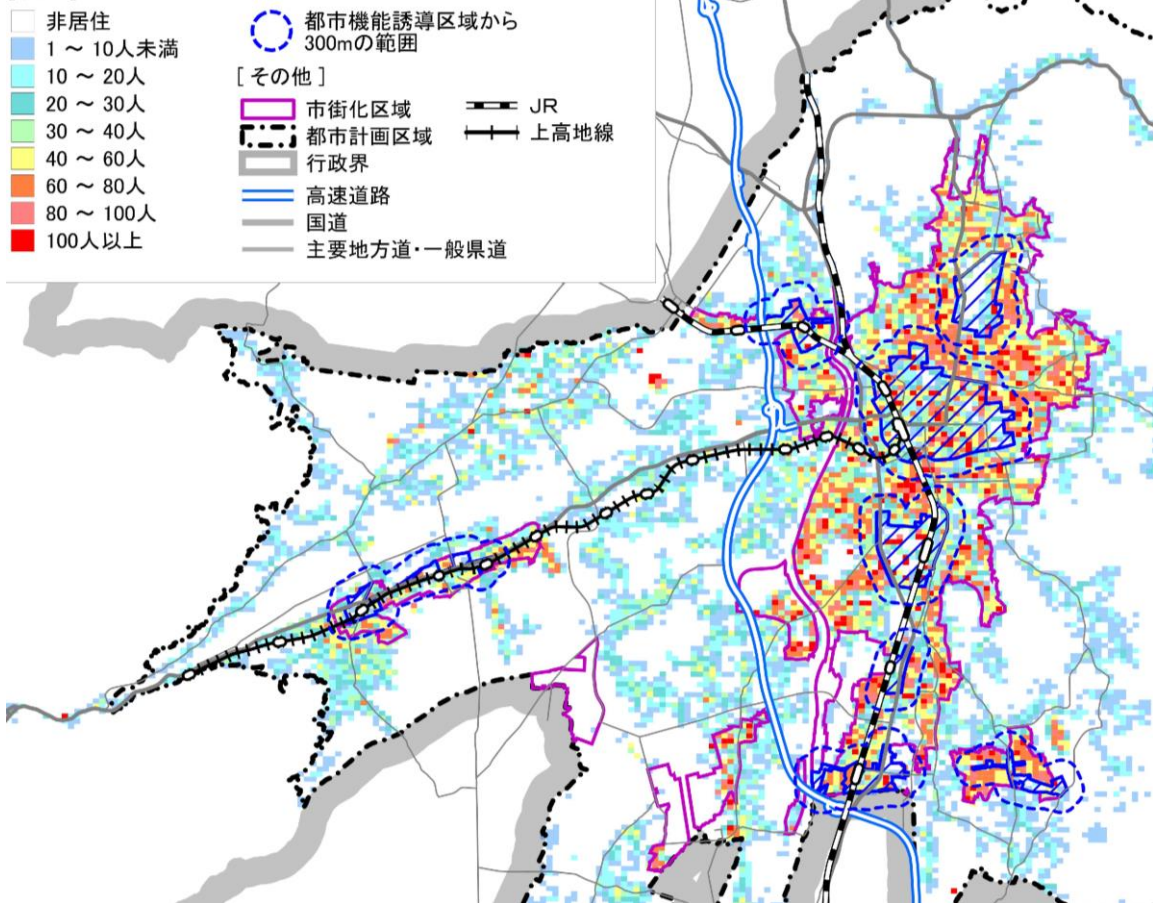 非居住
1 ～ 10人未満
10 ～ 20人
20 ～ 30人
30 ～ 40人
40 ～ 60人
60 ～ 80人
80 ～ 100人
100人以上
都市機能誘導区域から
300mの範囲
[ その他 ]
市街化区域
都市計画区域
行政界
高速道路
国道
主要地方道・一般県道
JR
上高地線